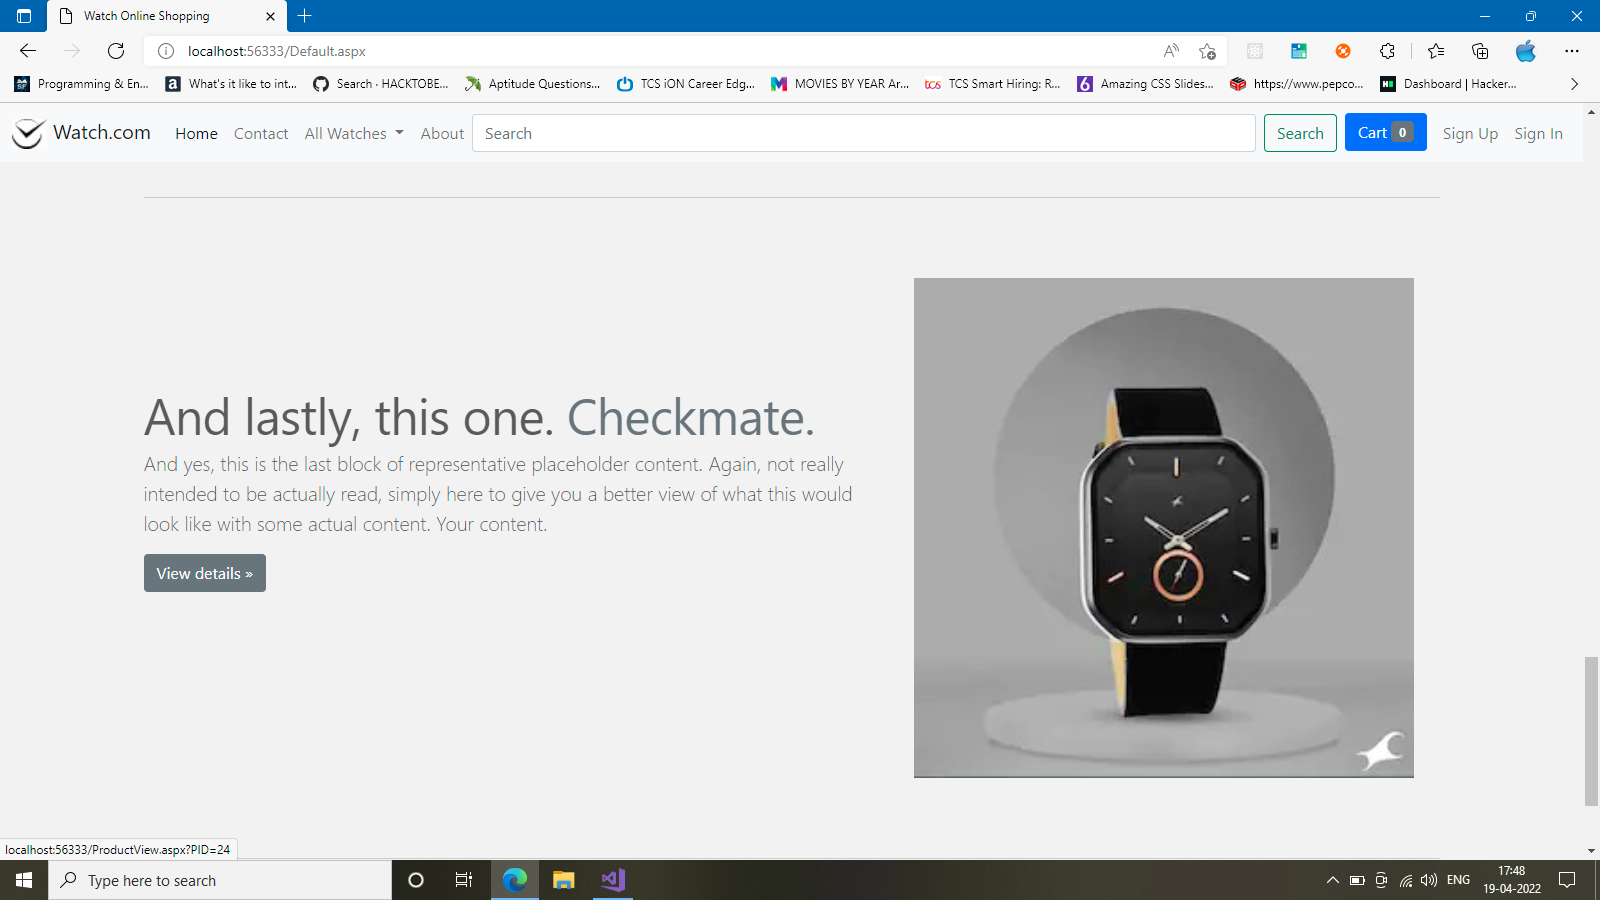 Watch Online Shopping
localhost:56333/Default.aspx
Programming & En... What's it like to int... Search · HACKTOBE... Aptitude Questions... TCS iON Career Edg... MOVIES BY YEAR Ar... TCS Smart Hiring: R... Amazing CSS Slides... https://www.pepco... Dashboard | Hacker...
Watch.com Home Contact All Watches About Search Search Cart 0 Sign Up Sign In
And lastly, this one. Checkmate.
And yes, this is the last block of representative placeholder content. Again, not really
intended to be actually read, simply here to give you a better view of what this would
look like with some actual content. Your content.
View details »
localhost:56333/ProductView.aspx?PID=24
Type here to search
ENG
17:48
19-04-2022